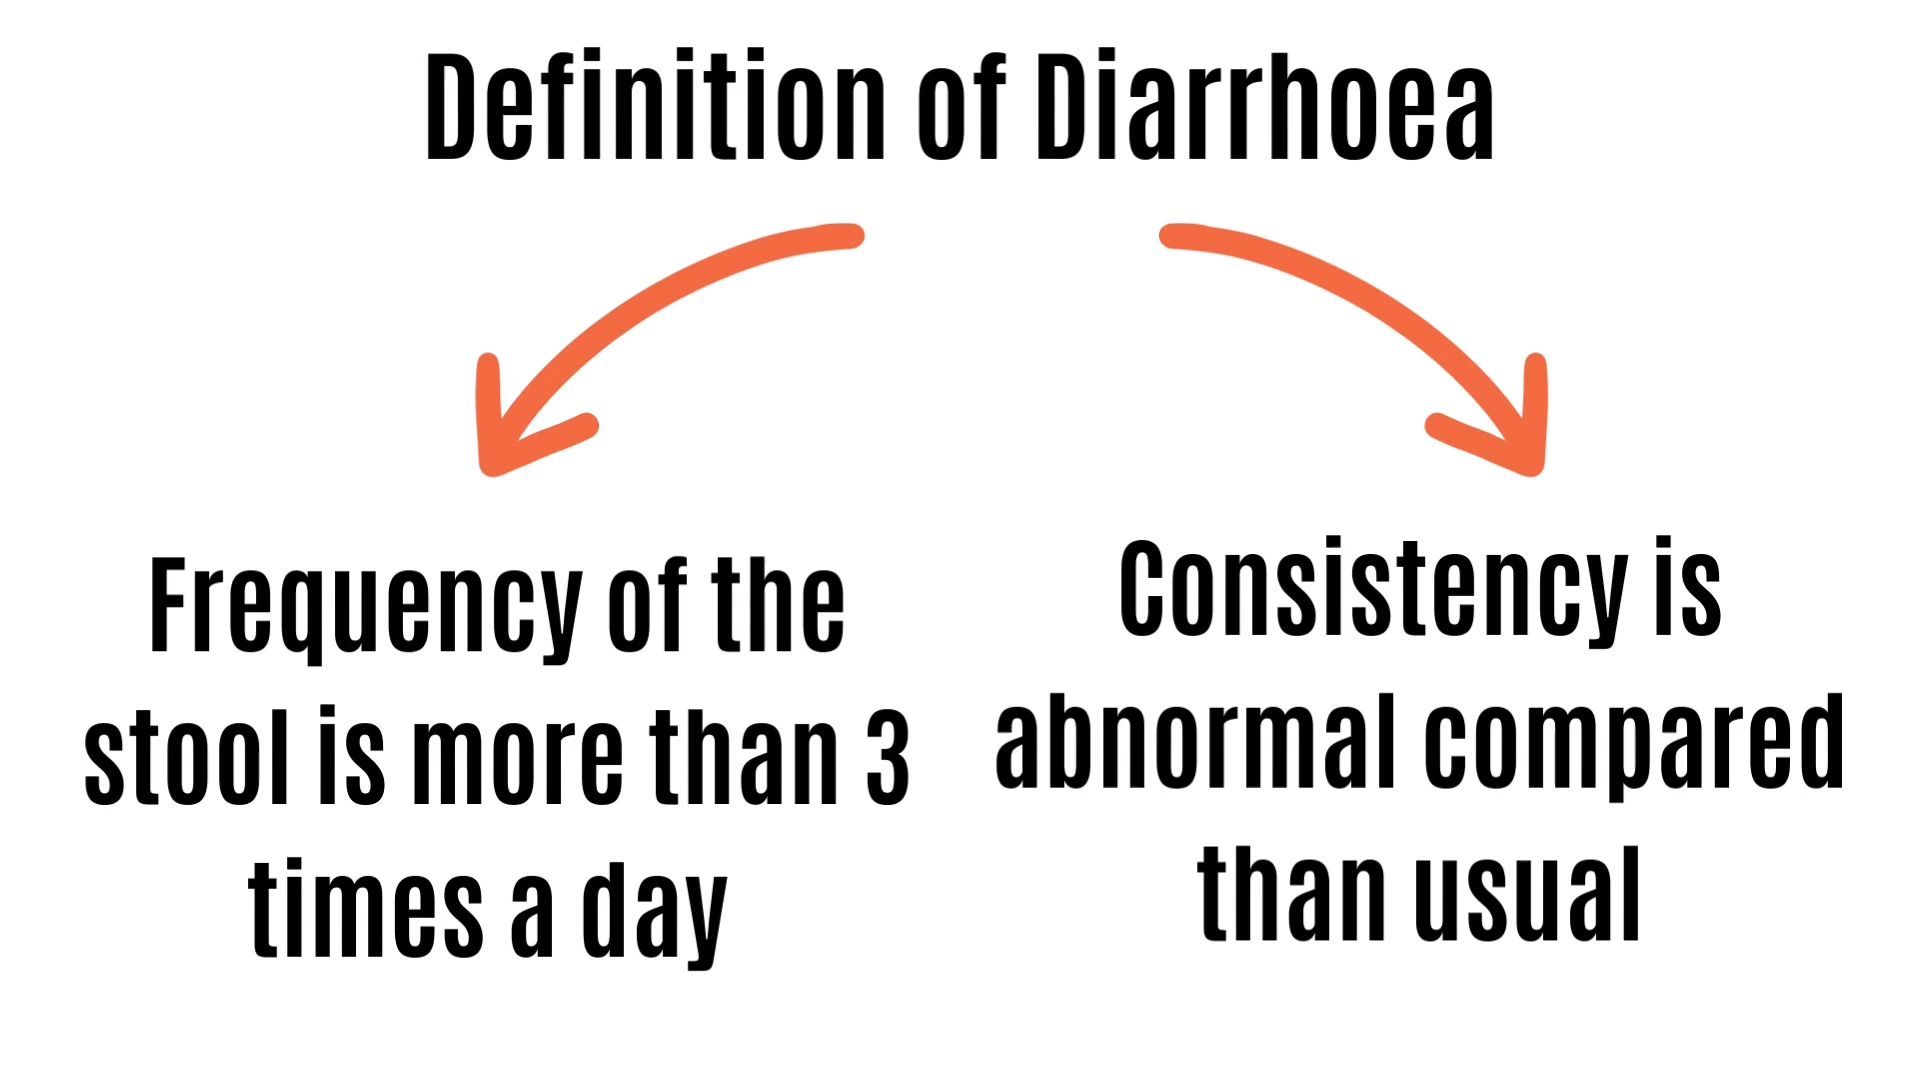 Definition of Diarrhoea
Frequency of the
stool is more than 3
times a day
Consistency is
abnormal compared
than usual